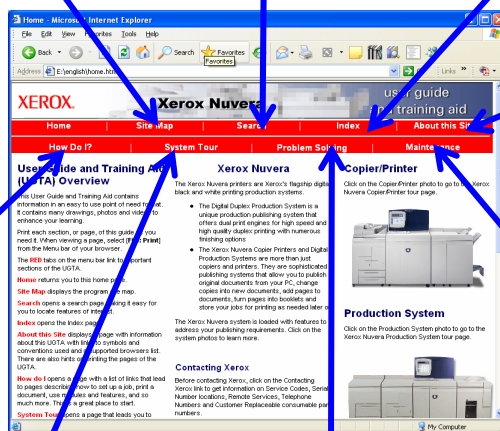 Home - Microsoft Internet Explorer
File Edit View Favorites Tools Help
Back Search Favorites
Address E:\english\home.htm Links
Favorites
XEROX. Xerox Nuvera user guide
training aid
Home Site Map Search Index About this Site
How Do I? System Tour Problem Solving Maintenance
User Guide and Training Aid
(UGTA) Overview
This User Guide and Training Aid contains
information in an easy to use point of need format.
It contains many drawings, photos and videos to
enhance your learning.
Print each section, or page, of this guide as you
need it. When viewing a page, select [File: Print]
from the Menu bar of your browser.
The RED tabs on the menu bar link to important
sections of the UGTA.
Home returns you to this home page.
Site Map displays the program site map.
Search opens a search page, making it easy for
you to locate features of interest.
Index opens the Index page.
About this Site displays a page with information
about this UGTA with links to symbols and
conventions used and supported browsers list.
There are also hints on printing the pages of the
UGTA.
How do I opens a page with a list of links that lead
to pages describing how to set up a job, print a
document, use modules and features, and so
much more. This is a great place to start.
System Tour opens a page that leads you to
Xerox Nuvera
The Xerox Nuvera printers are Xerox's flagship digital
black and white printing production systems.
• The Digital Duplex Production System is a
unique production publishing system that
offers dual print engines for high speed and
high quality duplex printing with numerous
finishing options
• The Xerox Nuvera Copier Printers and Digital
Production Systems are more than just
copiers and printers. They are sophisticated
publishing systems that allow you to publish
original documents from your PC, change
copies into new documents, add pages to
documents, turn pages into booklets and
store your jobs for printing as needed later on
The Xerox Nuvera system is loaded with features to
address your publishing requirements. Click on the
system photos to learn more.
Contacting Xerox
Before contacting Xerox, click on the Contacting
Xerox link to get information on Service Codes, Serial
Number locations, Remote Services, Telephone
Numbers and Customer Replaceable consumable part
numbers.
Copier/Printer
Click on the Copier/Printer photo to go to the Xerox
Nuvera Copier/Printer tour page.
Production System
Click on the Production System photo to go to the
Xerox Nuvera Production System tour page.
My Computer